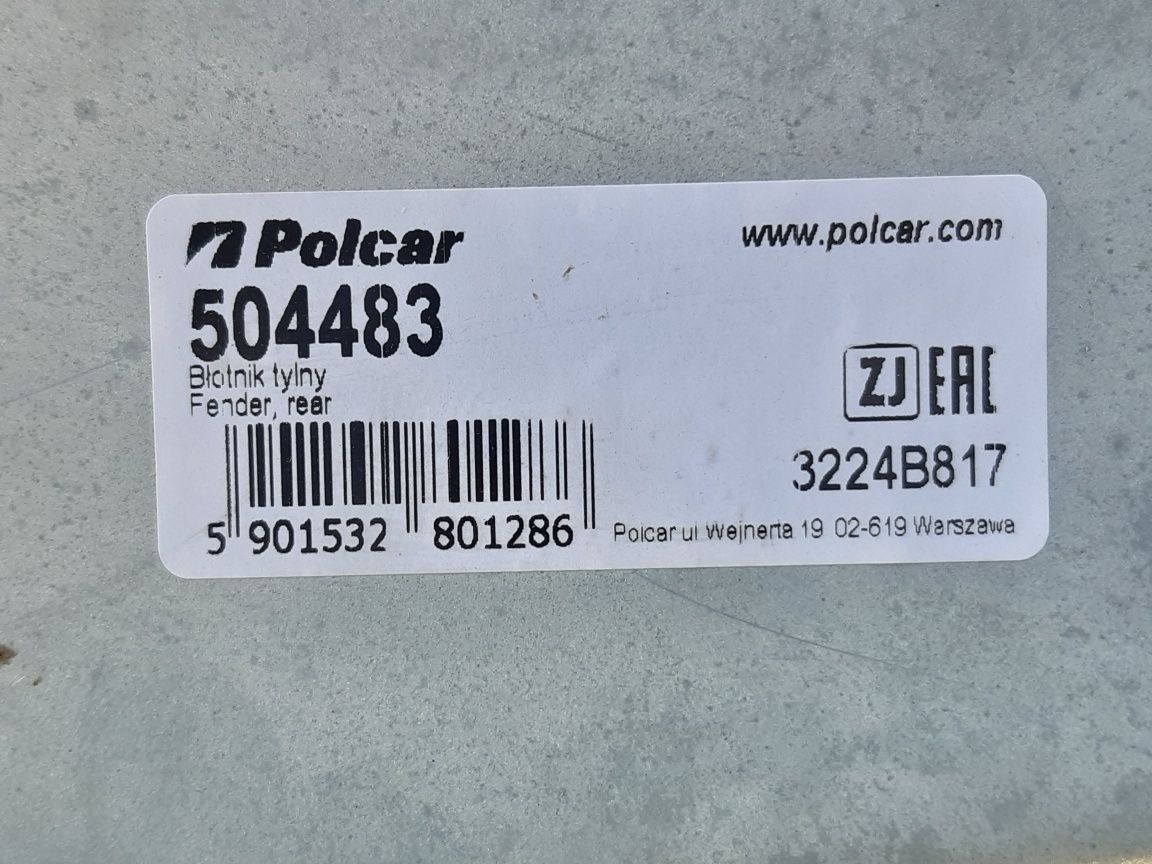 Polcar
www.polcar.com
504483
Błotnik tylny
Fender, rear
ZJ EAC
3224B817
5 901532 801286
Polcar ul Wejnerta 19 02-619 Warszawa